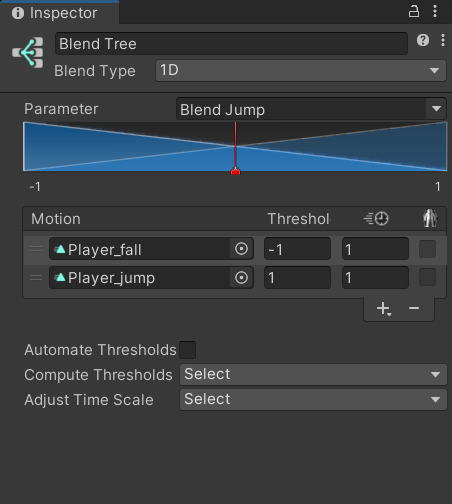 Inspector
Blend Tree
Blend Type 1D
Parameter Blend Jump
-1 1
Motion Threshol
Player_fall -1 1
Player_jump 1 1
Automate Thresholds
Compute Thresholds Select
Adjust Time Scale Select